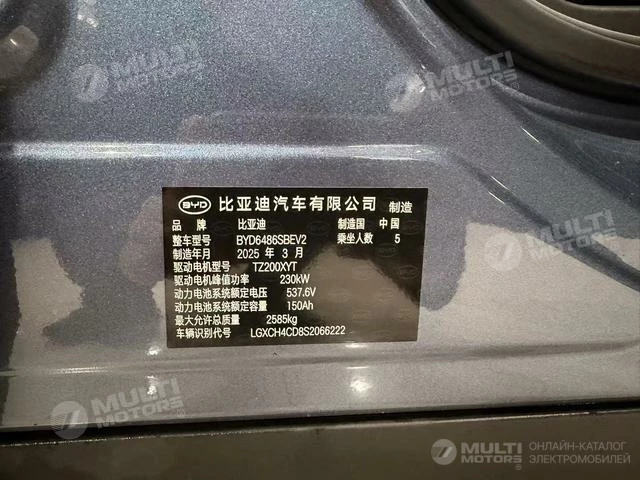 MULTI MOTORS®
MULTI MOTORS®
BYD 比亚迪汽车有限公司 制造
品 牌 比亚迪 制造国 中国
整车型号 BYD6486SBEV2 乘坐人数 5
制造年月 2025 年 3 月
驱动电机型号 TZ200XYT
驱动电机峰值功率 230kW
动力电池系统额定电压 537.6V
动力电池系统额定容量 150Ah
最大允许总质量 2585kg
车辆识别代号 LGXCH4CD8S2066222
MULTI MOTORS®
MULTI MOTORS®
ОНЛАЙН-КАТАЛОГ
ЭЛЕКТРОМОБИЛЕЙ